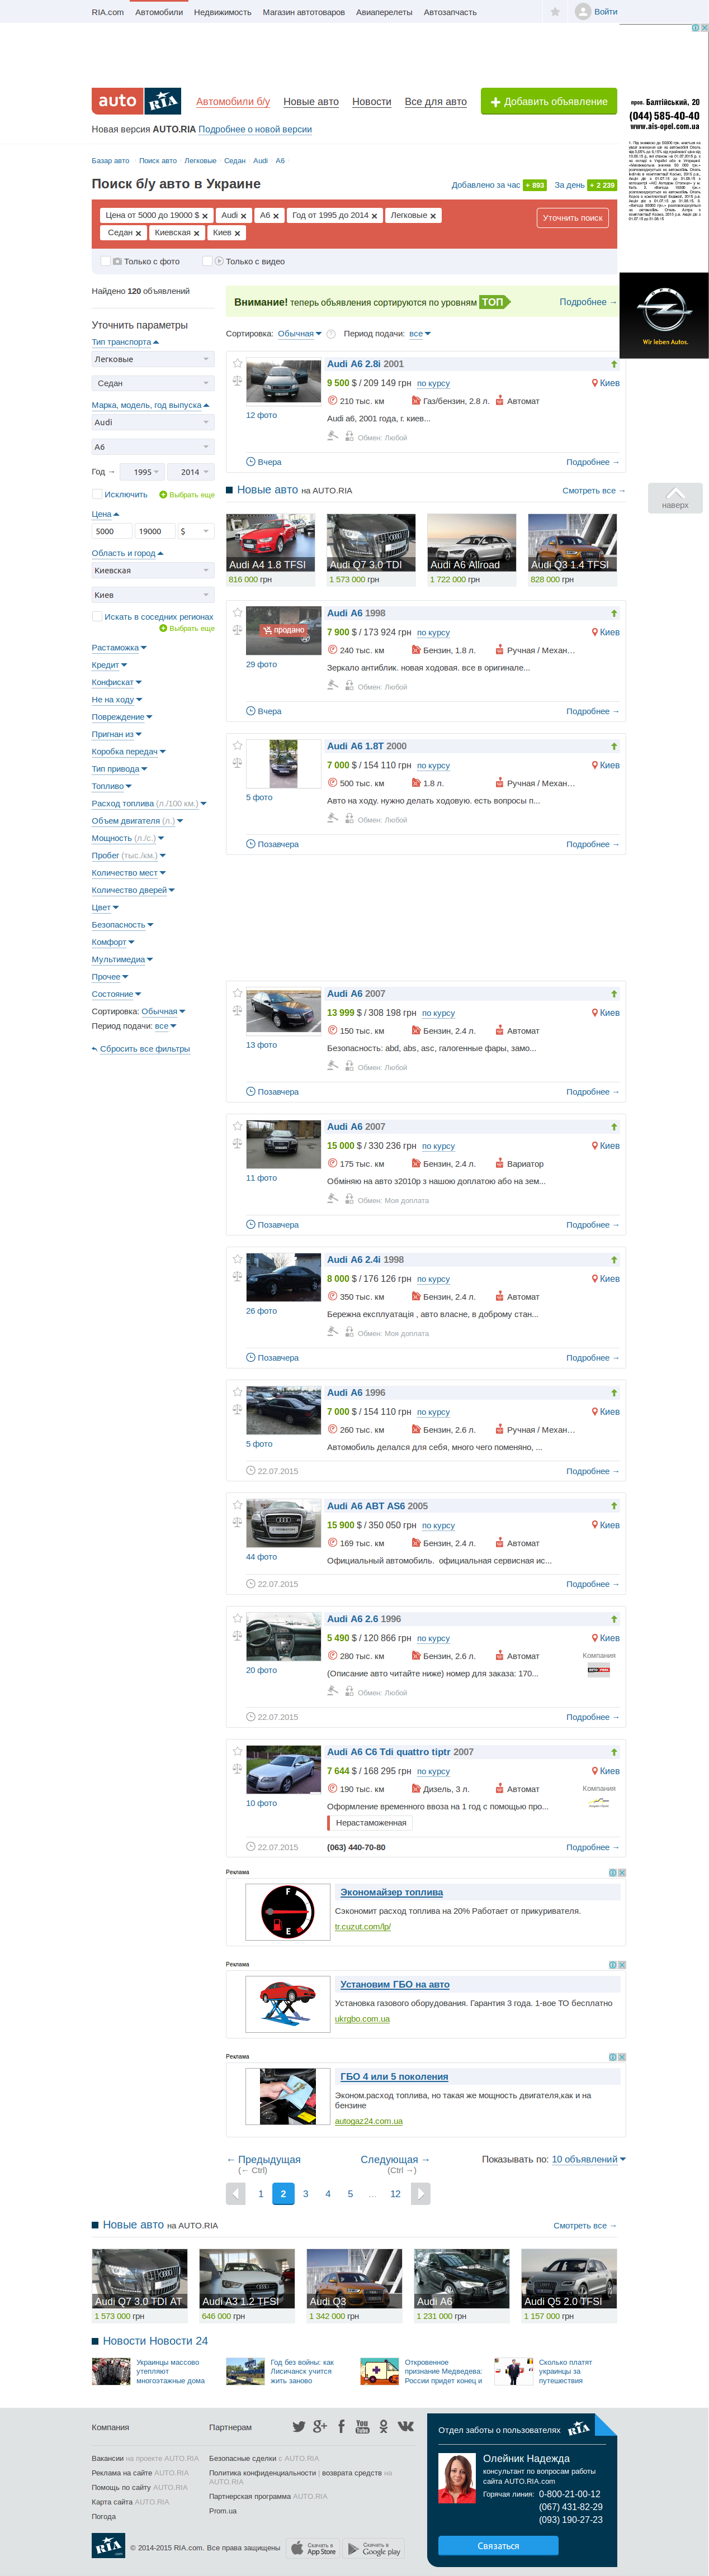 RIA.com Автомобили Недвижимость Магазин автотоваров Авиаперелеты Автозапчасть Войти
пров. Балтійський, 20
(044) 585-40-40
www.ais-opel.com.ua
Wir leben Autos.
auto RIA Автомобили б/у Новые авто Новости Все для авто Добавить объявление
Новая версия AUTO.RIA Подробнее о новой версии
Базар авто Поиск авто Легковые Седан Audi A6
Поиск б/у авто в Украине Добавлено за час + 893 За день + 2 239
Цена от 5000 до 19000 $ Audi A6 Год от 1995 до 2014 Легковые Уточнить поиск
Седан Киевская Киев
Только с фото Только с видео
Найдено 120 объявлений
Внимание! теперь объявления сортируются по уровням ТОП Подробнее →
Сортировка: Обычная ? Период подачи: все
Уточнить параметры
Тип транспорта
Легковые
Седан
Марка, модель, год выпуска
Audi
A6
Год → 1995 2014
Исключить Выбрать еще
Цена
5000 19000 $
Область и город
Киевская
Киев
Искать в соседних регионах
Выбрать еще
Растаможка
Кредит
Конфискат
Не на ходу
Повреждение
Пригнан из
Коробка передач
Тип привода
Топливо
Расход топлива (л./100 км.)
Объем двигателя (л.)
Мощность (л./с.)
Пробег (тыс./км.)
Количество мест
Количество дверей
Цвет
Безопасность
Комфорт
Мультимедиа
Прочее
Состояние
Сортировка: Обычная
Период подачи: все
Сбросить все фильтры
Audi A6 2.8i 2001
9 500 $ / 209 149 грн по курсу Киев
210 тыс. км Газ/бензин, 2.8 л. Автомат
12 фото
Audi a6, 2001 года, г. киев...
Обмен: Любой
Вчера Подробнее →
Новые авто на AUTO.RIA Смотреть все →
Audi A4 1.8 TFSI Audi Q7 3.0 TDI Audi A6 Allroad Audi Q3 1.4 TFSI
816 000 грн 1 573 000 грн 1 722 000 грн 828 000 грн
наверх
Audi A6 1998
продано
7 900 $ / 173 924 грн по курсу Киев
240 тыс. км Бензин, 1.8 л. Ручная / Механ…
29 фото
Зеркало антиблик. новая ходовая. все в оригинале...
Обмен: Любой
Вчера Подробнее →
Audi A6 1.8T 2000
7 000 $ / 154 110 грн по курсу Киев
500 тыс. км 1.8 л. Ручная / Механ…
5 фото
Авто на ходу. нужно делать ходовую. есть вопросы п...
Обмен: Любой
Позавчера Подробнее →
Audi A6 2007
13 999 $ / 308 198 грн по курсу Киев
150 тыс. км Бензин, 2.4 л. Автомат
13 фото
Безопасность: abd, abs, asc, галогенные фары, замо...
Обмен: Любой
Позавчера Подробнее →
Audi A6 2007
15 000 $ / 330 236 грн по курсу Киев
175 тыс. км Бензин, 2.4 л. Вариатор
11 фото
Обміняю на авто з2010р з нашою доплатою або на зем...
Обмен: Моя доплата
Позавчера Подробнее →
Audi A6 2.4i 1998
8 000 $ / 176 126 грн по курсу Киев
350 тыс. км Бензин, 2.4 л. Автомат
26 фото
Бережна експлуатація , авто власне, в доброму стан...
Обмен: Моя доплата
Позавчера Подробнее →
Audi A6 1996
7 000 $ / 154 110 грн по курсу Киев
260 тыс. км Бензин, 2.6 л. Ручная / Механ…
5 фото
Автомобиль делался для себя, много чего поменяно, ...
22.07.2015 Подробнее →
Audi A6 ABT AS6 2005
15 900 $ / 350 050 грн по курсу Киев
169 тыс. км Бензин, 2.4 л. Автомат
44 фото
Официальный автомобиль. официальная сервисная ис...
22.07.2015 Подробнее →
Audi A6 2.6 1996
5 490 $ / 120 866 грн по курсу Киев
280 тыс. км Бензин, 2.6 л. Автомат Компания
20 фото
(Описание авто читайте ниже) номер для заказа: 170...
Обмен: Любой
22.07.2015 Подробнее →
Audi A6 C6 Tdi quattro tiptr 2007
7 644 $ / 168 295 грн по курсу Киев
190 тыс. км Дизель, 3 л. Автомат Компания
10 фото
Оформление временного ввоза на 1 год с помощью про...
Нерастаможенная
22.07.2015 (063) 440-70-80 Подробнее →
Реклама
F
E
Экономайзер топлива
Сэкономит расход топлива на 20% Работает от прикуривателя.
tr.cuzut.com/lp/
Реклама
Установим ГБО на авто
Установка газового оборудования. Гарантия 3 года. 1-вое ТО бесплатно
ukrgbo.com.ua
Реклама
ГБО 4 или 5 поколения
Эконом.расход топлива, но такая же мощность двигателя,как и на
бензине
autogaz24.com.ua
← Предыдущая Следующая → Показывать по: 10 объявлений
(← Ctrl) (Ctrl →)
1 2 3 4 5 ... 12
Новые авто на AUTO.RIA Смотреть все →
Audi Q7 3.0 TDI AT Audi A3 1.2 TFSI Audi Q3 Audi A6 Audi Q5 2.0 TFSI
1 573 000 грн 646 000 грн 1 342 000 грн 1 231 000 грн 1 157 000 грн
Новости Новости 24
Украинцы массово утепляют многоэтажные дома
Год без войны: как Лисичанск учится жить заново
Откровенное признание Медведева: России придет конец и
Сколько платят украинцы за путешествия
Компания Партнерам
Вакансии на проекте AUTO.RIA
Реклама на сайте AUTO.RIA
Помощь по сайту AUTO.RIA
Карта сайта AUTO.RIA
Погода
Безопасные сделки с AUTO.RIA
Политика конфиденциальности | возврата средств на
AUTO.RIA
Партнерская программа AUTO.RIA
Prom.ua
RIA © 2014-2015 RIA.com. Все права защищены
Скачать в App Store
Скачать в Google play
Отдел заботы о пользователях RIA
Олейник Надежда
консультант по вопросам работы
сайта AUTO.RIA.com
Горячая линия: 0-800-21-00-12
(067) 431-82-29
(093) 190-27-23
Связаться